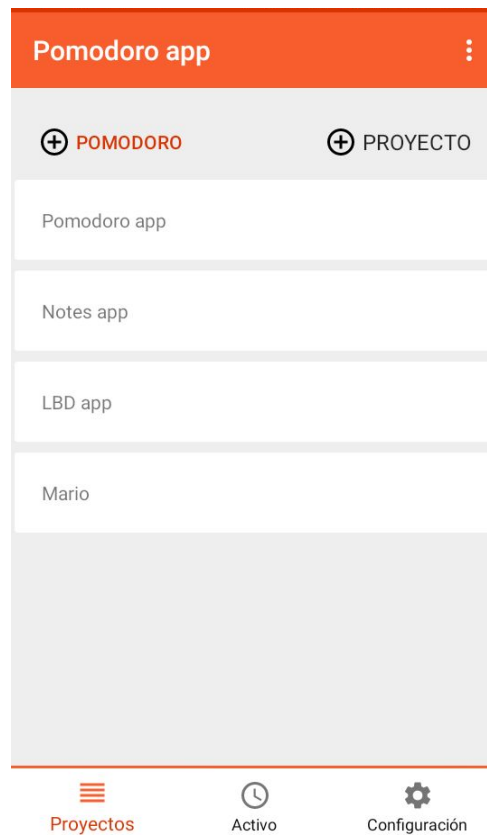 Pomodoro app
POMODORO
PROYECTO
Pomodoro app
Notes app
LBD app
Mario
Proyectos
Activo
Configuración